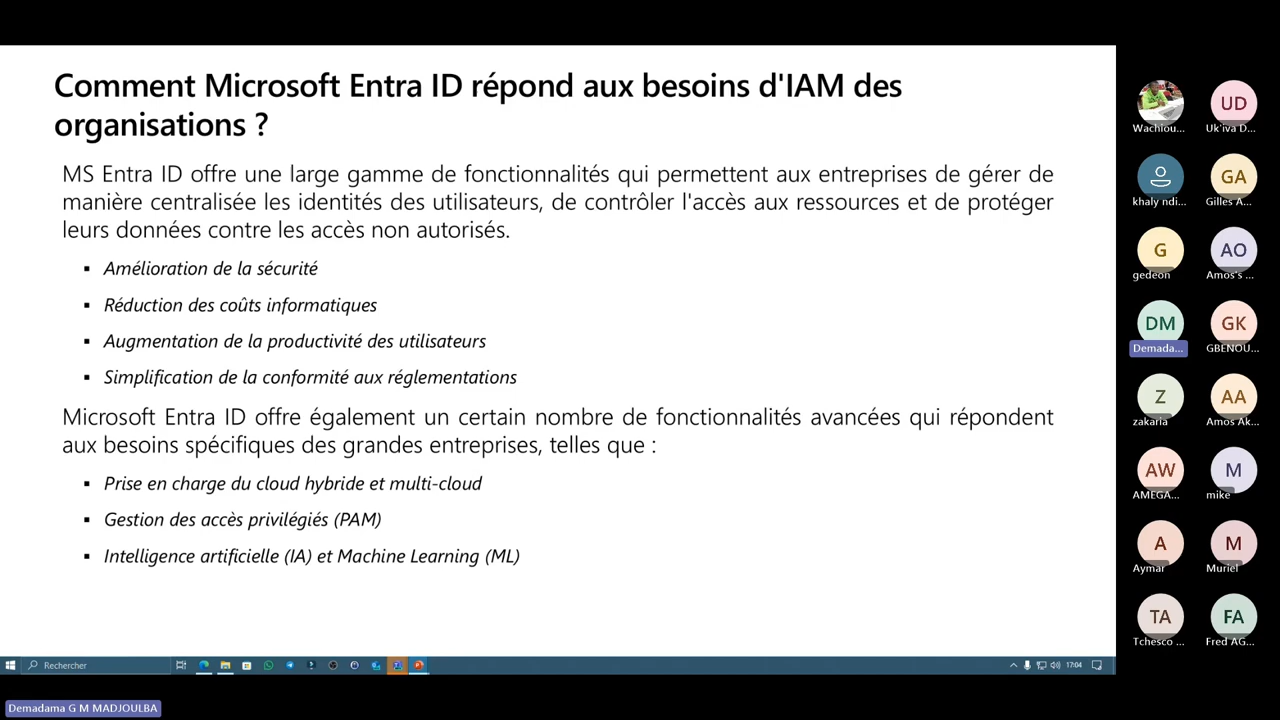 Comment Microsoft Entra ID répond aux besoins d'IAM des
organisations ?
MS Entra ID offre une large gamme de fonctionnalités qui permettent aux entreprises de gérer de
manière centralisée les identités des utilisateurs, de contrôler l'accès aux ressources et de protéger
leurs données contre les accès non autorisés.
▪ Amélioration de la sécurité
▪ Réduction des coûts informatiques
▪ Augmentation de la productivité des utilisateurs
▪ Simplification de la conformité aux réglementations
Microsoft Entra ID offre également un certain nombre de fonctionnalités avancées qui répondent
aux besoins spécifiques des grandes entreprises, telles que :
▪ Prise en charge du cloud hybride et multi-cloud
▪ Gestion des accès privilégiés (PAM)
▪ Intelligence artificielle (IA) et Machine Learning (ML)
UD
Wachiou... Uk'iva D...
GA
khaly ndi... Gilles A...
G AO
gedeon Amos's ...
DM GK
Demada... GBENOU...
Z AA
zakaria Amos Ak...
AW M
AMEGA... mike
A M
Aymar Muriel
TA FA
Tchesco ... Fred AG...
Rechercher
17:04
Demadama G M MADJOULBA